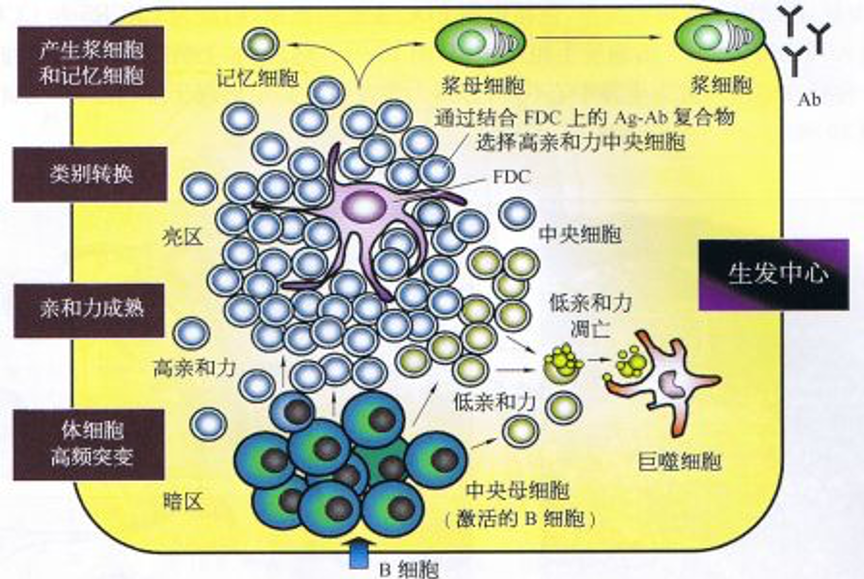 产生浆细胞
和记忆细胞
记忆细胞
浆母细胞
浆细胞
Ab
通过结合 FDC 上的 Ag-Ab 复合物
选择高亲和力中央细胞
类别转换
FDC
亮区
中央细胞
生发中心
亲和力成熟
低亲和力
凋亡
高亲和力
低亲和力
体细胞
高频突变
巨噬细胞
暗区
中央母细胞
(激活的 B 细胞)
B 细胞